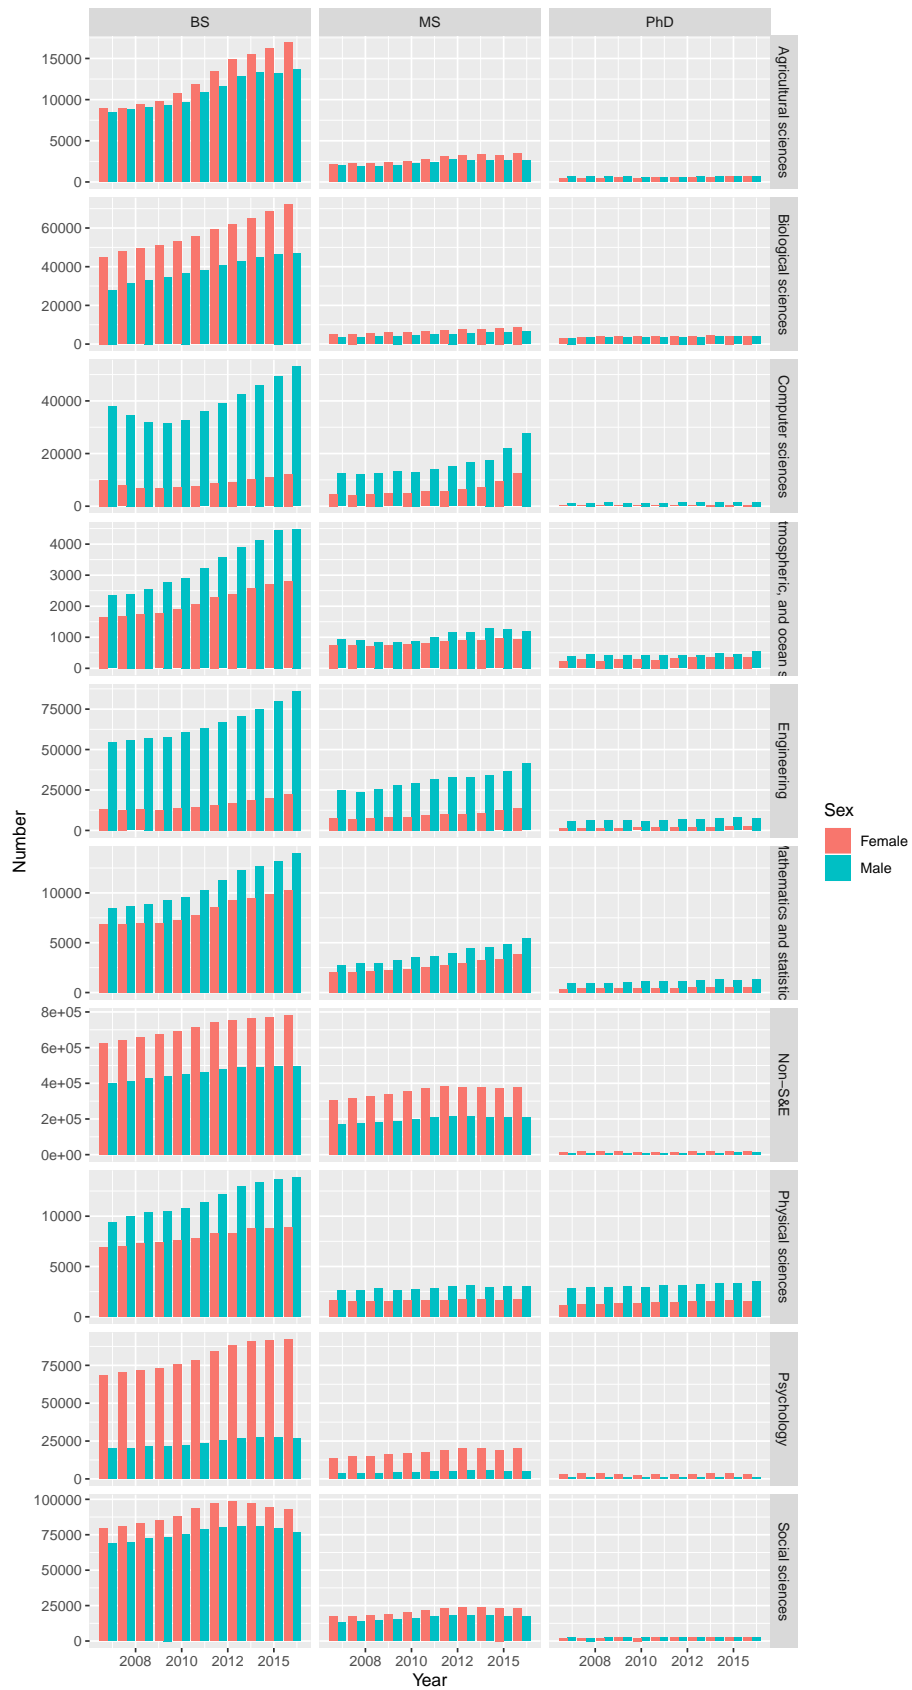 BS MS PhD
15000
10000
5000
0
Agricultural sciences
60000
40000
20000
0
Biological sciences
40000
20000
0
Computer sciences
4000
3000
2000
1000
0
tmospheric, and ocean s
75000
50000
25000
0
Engineering
10000
5000
0
Mathematics and statistic
8e+05
6e+05
4e+05
2e+05
0e+00
Non−S&E
10000
5000
0
Physical sciences
75000
50000
25000
0
Psychology
100000
75000
50000
25000
0
Social sciences
2008 2010 2012 2015 2008 2010 2012 2015 2008 2010 2012 2015
Year
Number
Sex
Female
Male